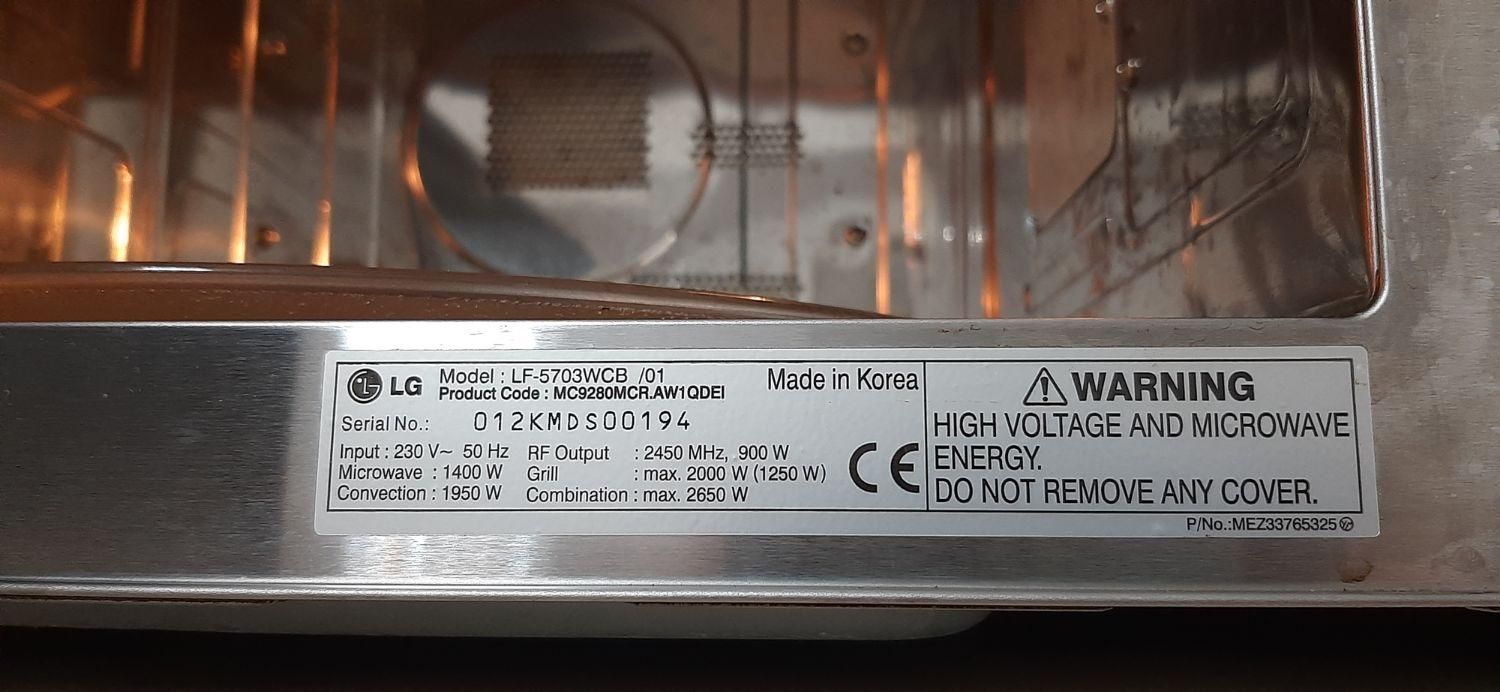 LG
Model : LF-5703WCB /01
Product Code : MC9280MCR.AW1QDEI
Made in Korea
Serial No.: 012KMDS00194
Input : 230 V~ 50 Hz RF Output : 2450 MHz, 900 W
Microwave : 1400 W Grill : max. 2000 W (1250 W)
Convection : 1950 W Combination : max. 2650 W
CE
WARNING
HIGH VOLTAGE AND MICROWAVE
ENERGY.
DO NOT REMOVE ANY COVER.
P/No.:MEZ33765325